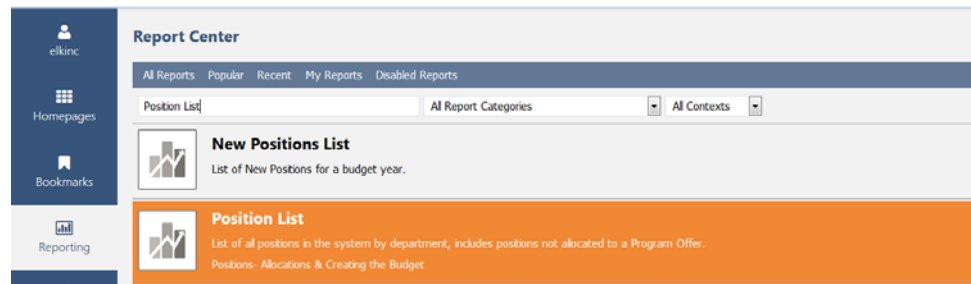 elkinc
Homepages
Bookmarks
Reporting
Report Center
All Reports Popular Recent My Reports Disabled Reports
Position List All Report Categories All Contexts
New Positions List
List of New Positions for a budget year.
Position List
List of all positions in the system by department, includes positions not allocated to a Program Offer.
Positions- Allocations & Creating the Budget